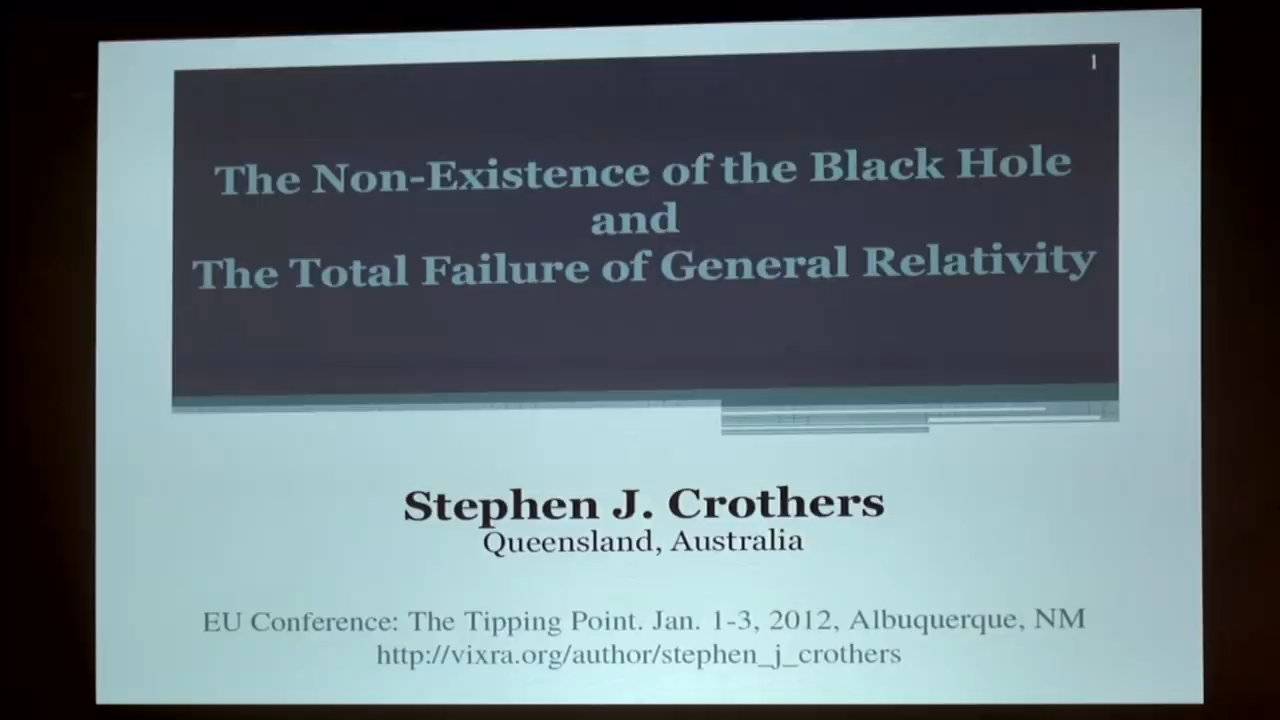 1
The Non-Existence of the Black Hole
and
The Total Failure of General Relativity
Stephen J. Crothers
Queensland, Australia
EU Conference: The Tipping Point. Jan. 1-3, 2012, Albuquerque, NM
http://vixra.org/author/stephen_j_crothers